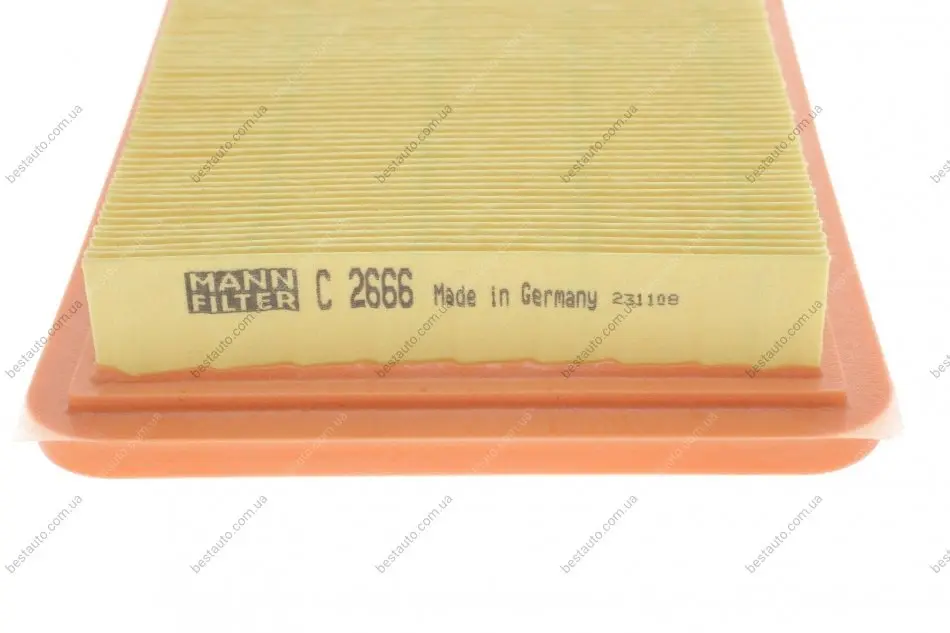 MANN
FILTER C 2666 Made in Germany 231108
bestauto.com.ua